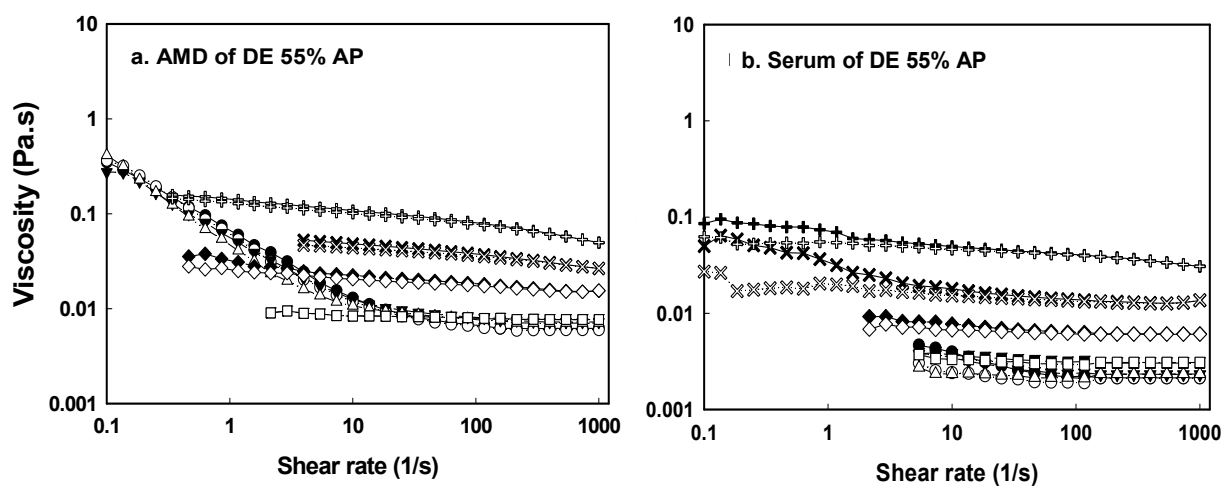 10
a. AMD of DE 55% AP
1
0.1
0.01
0.001
Viscosity (Pa.s)
0.1 1 10 100 1000
Shear rate (1/s)
10
b. Serum of DE 55% AP
1
0.1
0.01
0.001
0.1 1 10 100 1000
Shear rate (1/s)